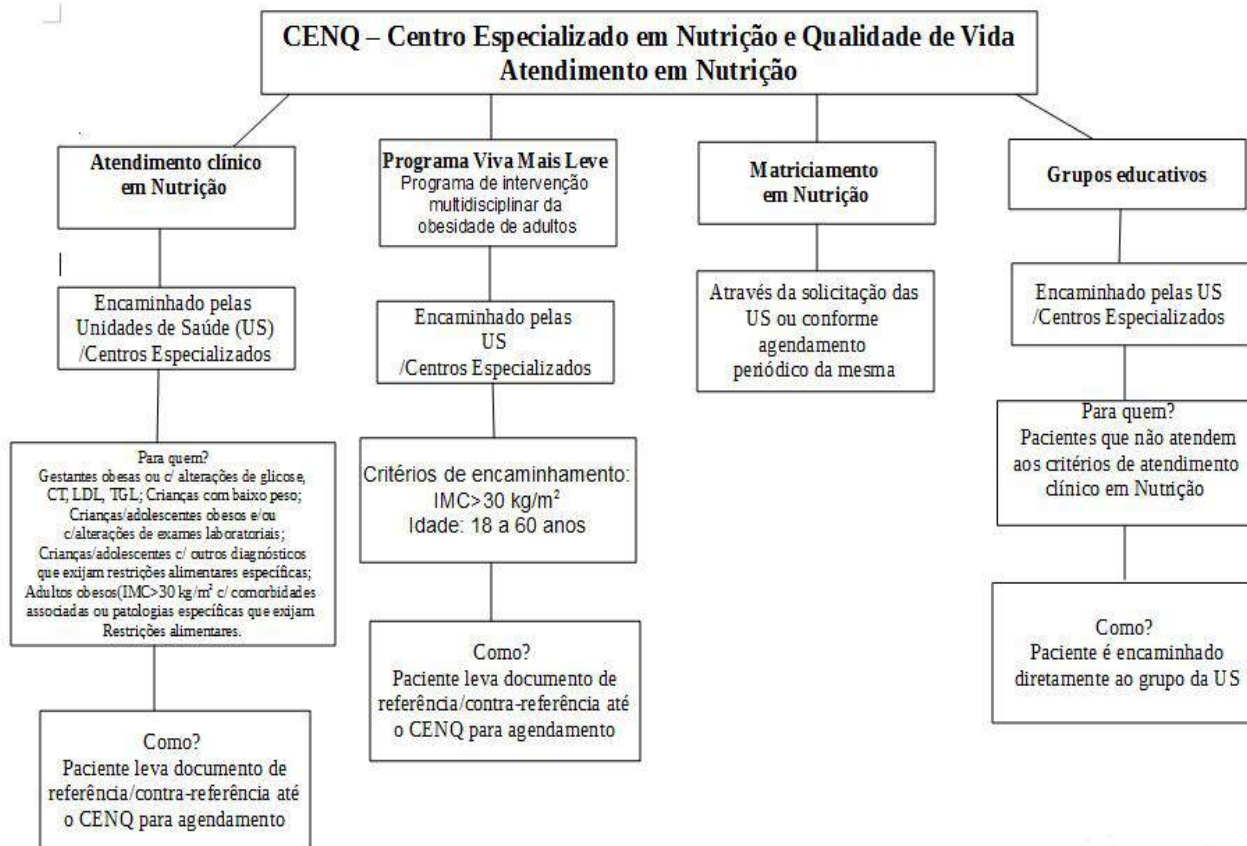 CENQ – Centro Especializado em Nutrição e Qualidade de Vida
Atendimento em Nutrição
Atendimento clínico
em Nutrição
Encaminhado pelas
Unidades de Saúde (US)
/Centros Especializados
Para quem?
Gestantes obesas ou c/ alterações de glicose,
CT, LDL, TGL; Crianças com baixo peso;
Crianças/adolescentes obesos e/ou
c/alterações de exames laboratoriais;
Crianças/adolescentes c/ outros diagnósticos
que exijam restrições alimentares específicas;
Adultos obesos(IMC>30 kg/m² c/ comorbidades
associadas ou patologias específicas que exijam
Restrições alimentares.
Como?
Paciente leva documento de
referência/contra-referência até
o CENQ para agendamento
Programa Viva Mais Leve
Programa de intervenção
multidisciplinar da
obesidade de adultos
Encaminhado pelas
US
/Centros Especializados
Critérios de encaminhamento:
IMC>30 kg/m²
Idade: 18 a 60 anos
Como?
Paciente leva documento de
referência/contra-referência até
o CENQ para agendamento
Matriciamento
em Nutrição
Através da solicitação das
US ou conforme
agendamento
periódico da mesma
Grupos educativos
Encaminhado pelas US
/Centros Especializados
Para quem?
Pacientes que não atendem
aos critérios de atendimento
clínico em Nutrição
Como?
Paciente é encaminhado
diretamente ao grupo da US